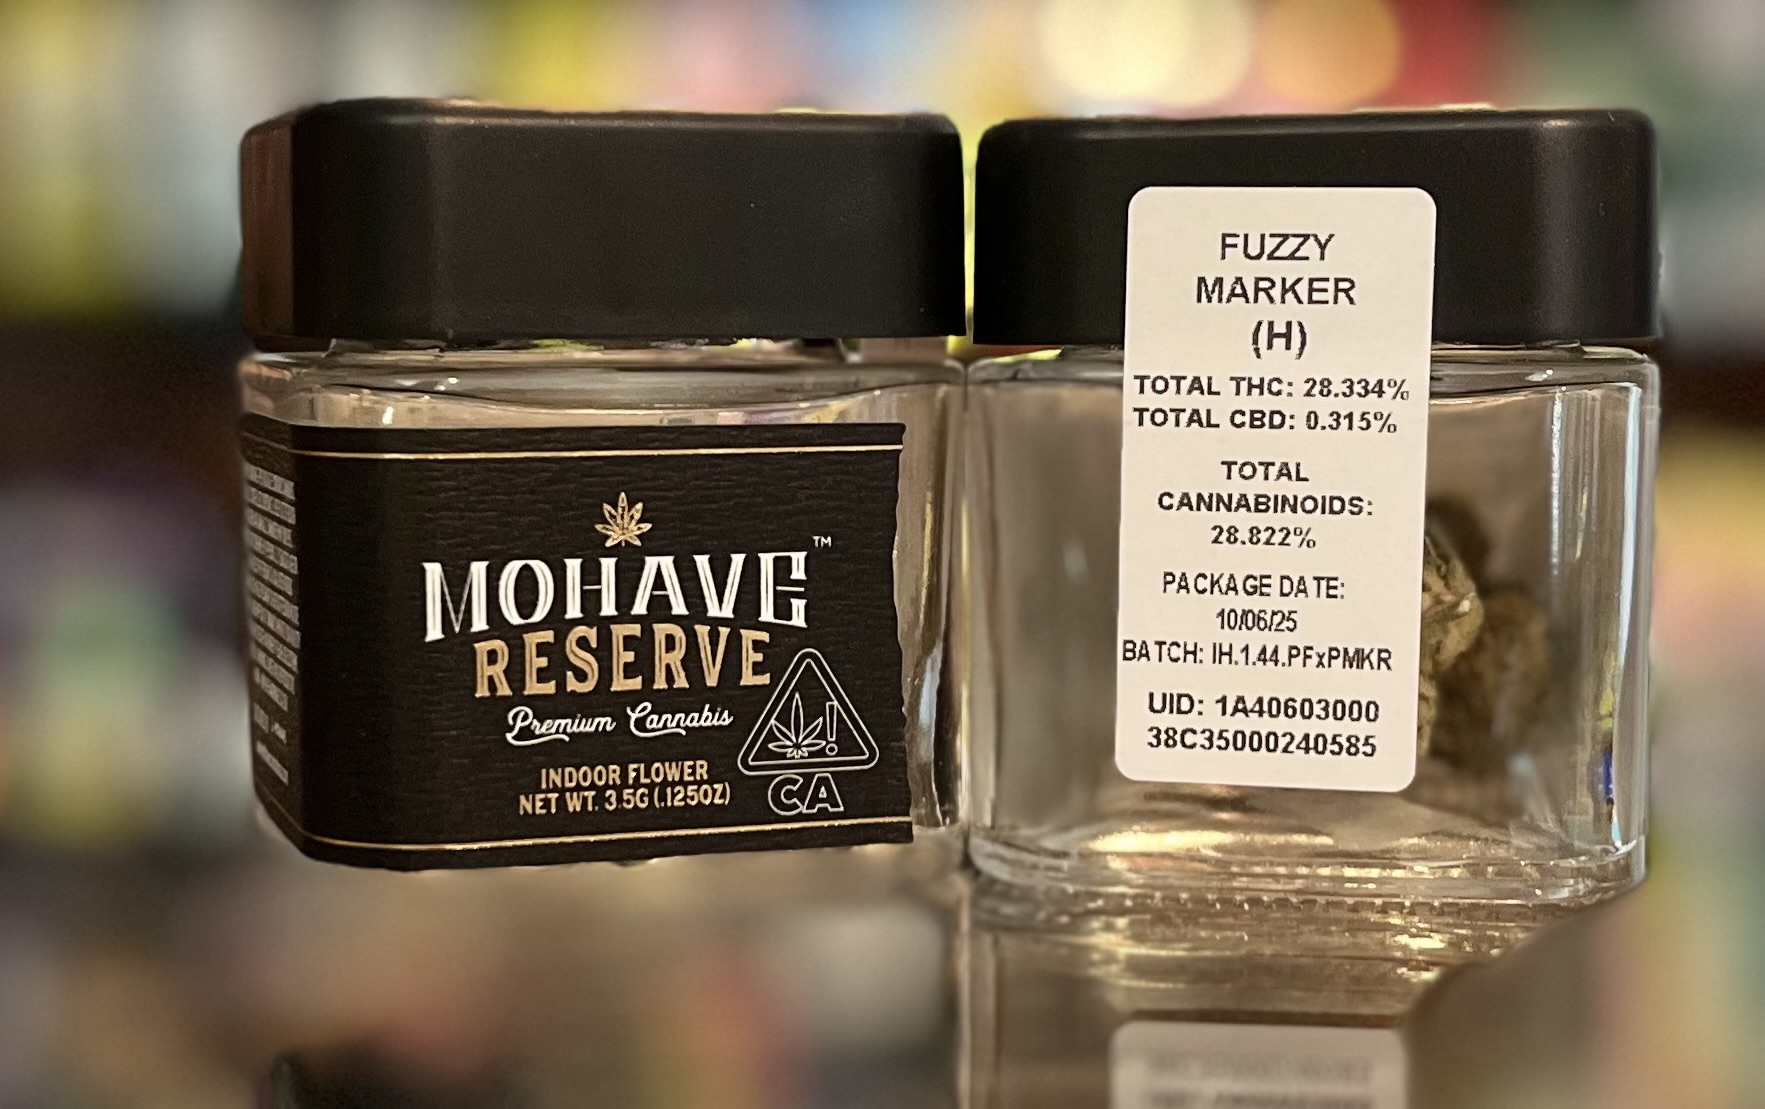 MOHAVE™
RESERVE
Premium Cannabis
INDOOR FLOWER
NET WT. 3.5G (.125OZ)
!
CA
FUZZY
MARKER
(H)
TOTAL THC: 28.334%
TOTAL CBD: 0.315%
TOTAL
CANNABINOIDS:
28.822%
PACKAGE DATE:
10/06/25
BATCH: IH.1.44.PFxPMKR
UID: 1A40603000
38C35000240585